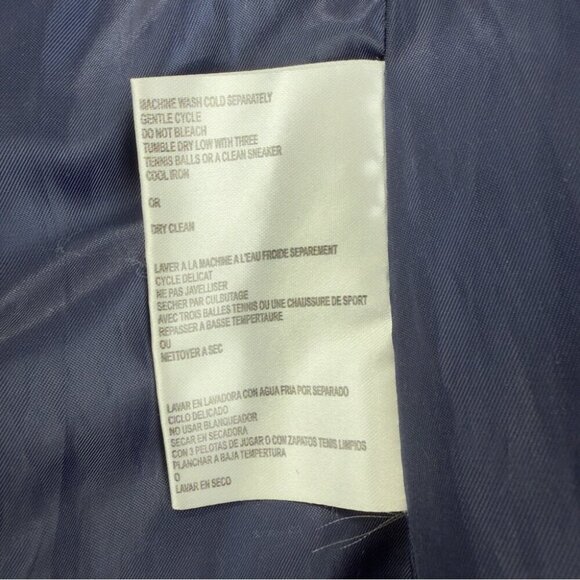 MACHINE WASH COLD SEPARATELY
GENTLE CYCLE
DO NOT BLEACH
TUMBLE DRY LOW WITH THREE
TENNIS BALLS OR A CLEAN SNEAKER
COOL IRON
OR
DRY CLEAN
LAVER A LA MACHINE A L'EAU FROIDE SEPAREMENT
CYCLE DELICAT
NE PAS JAVELLISER
SECHER PAR CULBUTAGE
AVEC TROIS BALLES TENNIS OU UNE CHAUSSURE DE SPORT
REPASSER A BASSE TEMPERTAURE
OU
NETTOYER A SEC
LAVAR EN LAVADORA CON AGUA FRIA POR SEPARADO
CICLO DELICADO
NO USAR BLANQUEADOR
SECAR EN SECADORA
CON 3 PELOTAS DE JUGAR O CON ZAPATOS TENIS LIMPIOS
PLANCHAR A BAJA TEMPERTURA
O
LAVAR EN SECO